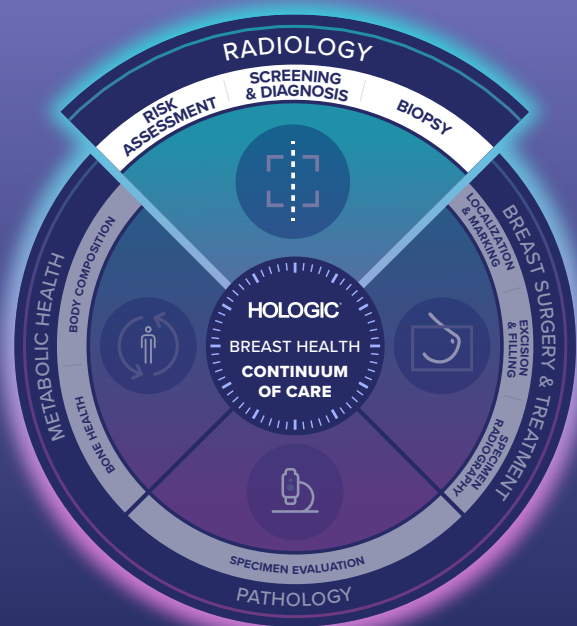 RADIOLOGY
RISK
ASSESSMENT
SCREENING
& DIAGNOSIS
BIOPSY
BREAST SURGERY & TREATMENT
LOCALIZATION
& MARKING
EXCISION
& FILLING
SPECIMEN
RADIOGRAPHY
PATHOLOGY
SPECIMEN EVALUATION
METABOLIC HEALTH
BODY COMPOSITION
BONE HEALTH
HOLOGIC
BREAST HEALTH
CONTINUUM
OF CARE